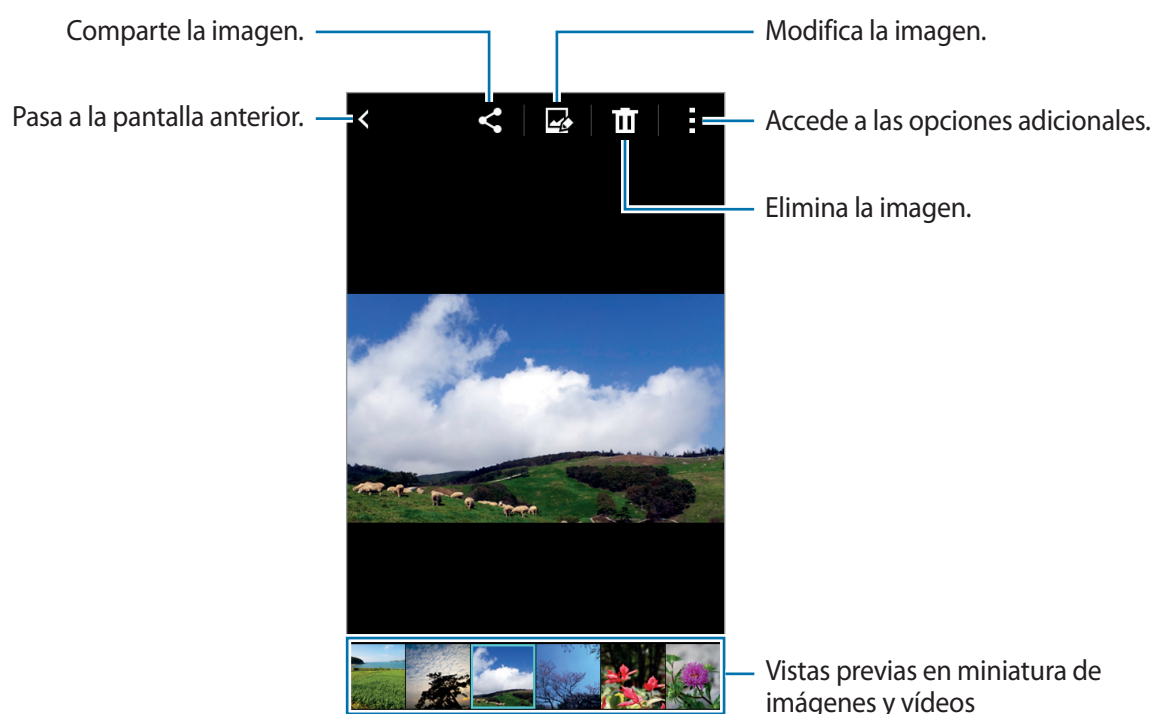 Comparte la imagen.
Modifica la imagen.
Pasa a la pantalla anterior.
Accede a las opciones adicionales.
Elimina la imagen.
Vistas previas en miniatura de
imágenes y vídeos